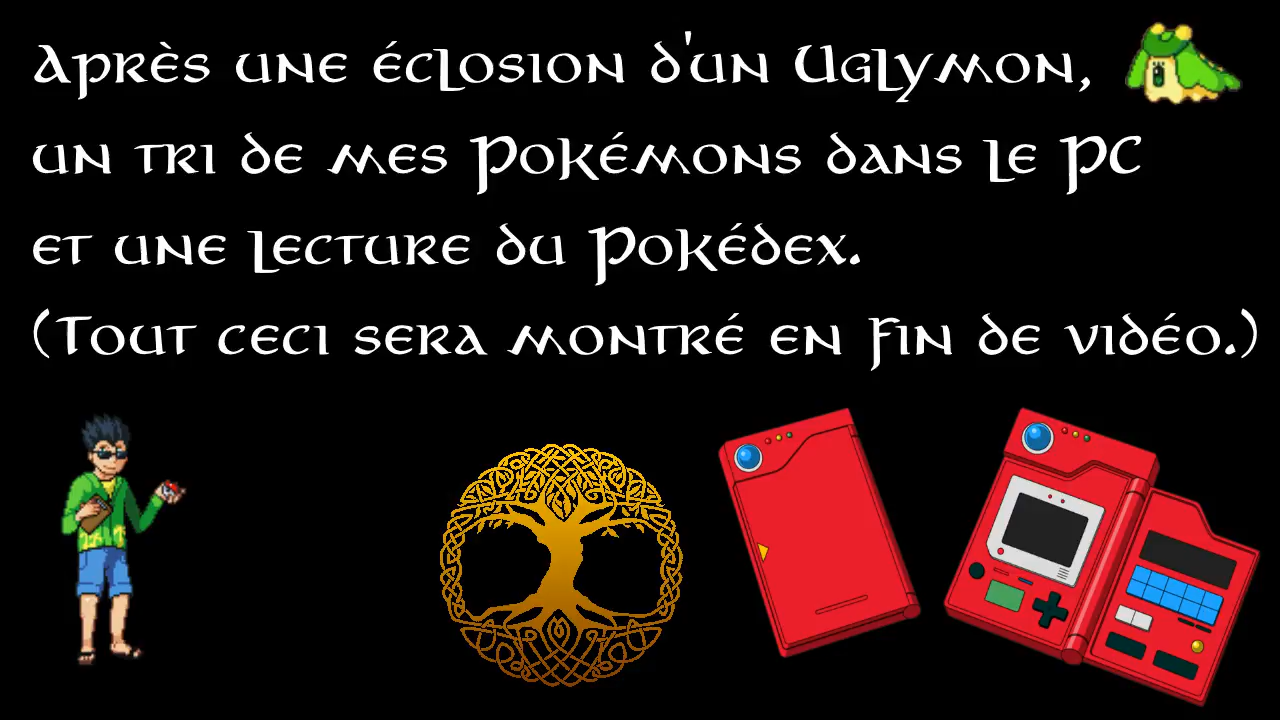 Après une éclosion d'un Uglymon,
un tri de mes Pokémons dans le PC
et une lecture du Pokédex.
(Tout ceci sera montré en fin de vidéo.)